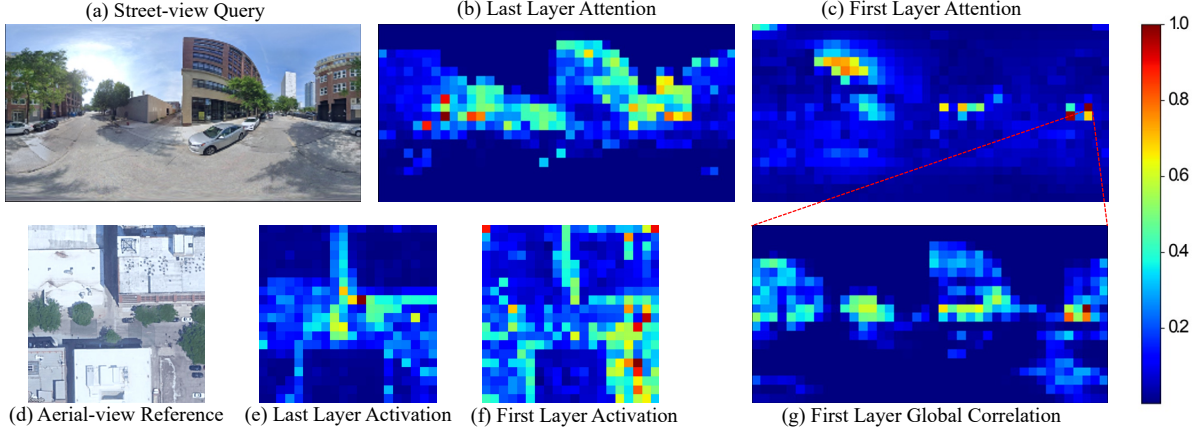 (a) Street-view Query
(b) Last Layer Attention
(c) First Layer Attention
1.0
0.8
0.6
0.4
0.2
(d) Aerial-view Reference
(e) Last Layer Activation
(f) First Layer Activation
(g) First Layer Global Correlation